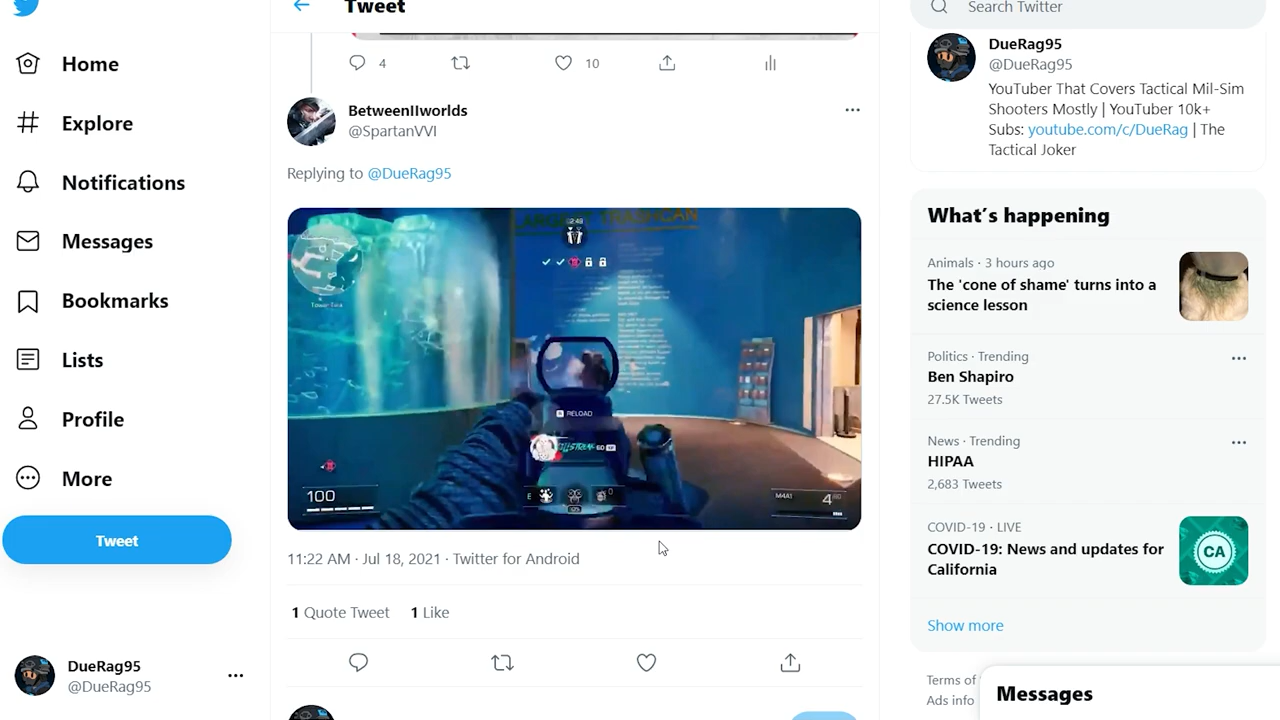 Tweet
Search Twitter
Home
Explore
Notifications
Messages
Bookmarks
Lists
Profile
More
Tweet
DueRag95
@DueRag95
4
10
BetweenIIworlds
@SpartanVVI
Replying to @DueRag95
RELOAD
60
100
M4A1
4
11:22 AM · Jul 18, 2021 · Twitter for Android
1 Quote Tweet 1 Like
DueRag95
@DueRag95
YouTuber That Covers Tactical Mil-Sim
Shooters Mostly | YouTuber 10k+
Subs: youtube.com/c/DueRag | The
Tactical Joker
What's happening
Animals · 3 hours ago
The 'cone of shame' turns into a
science lesson
Politics · Trending
Ben Shapiro
27.5K Tweets
News · Trending
HIPAA
2,683 Tweets
COVID-19 · LIVE
COVID-19: News and updates for
California
CA
Show more
Terms of
Ads info
Messages